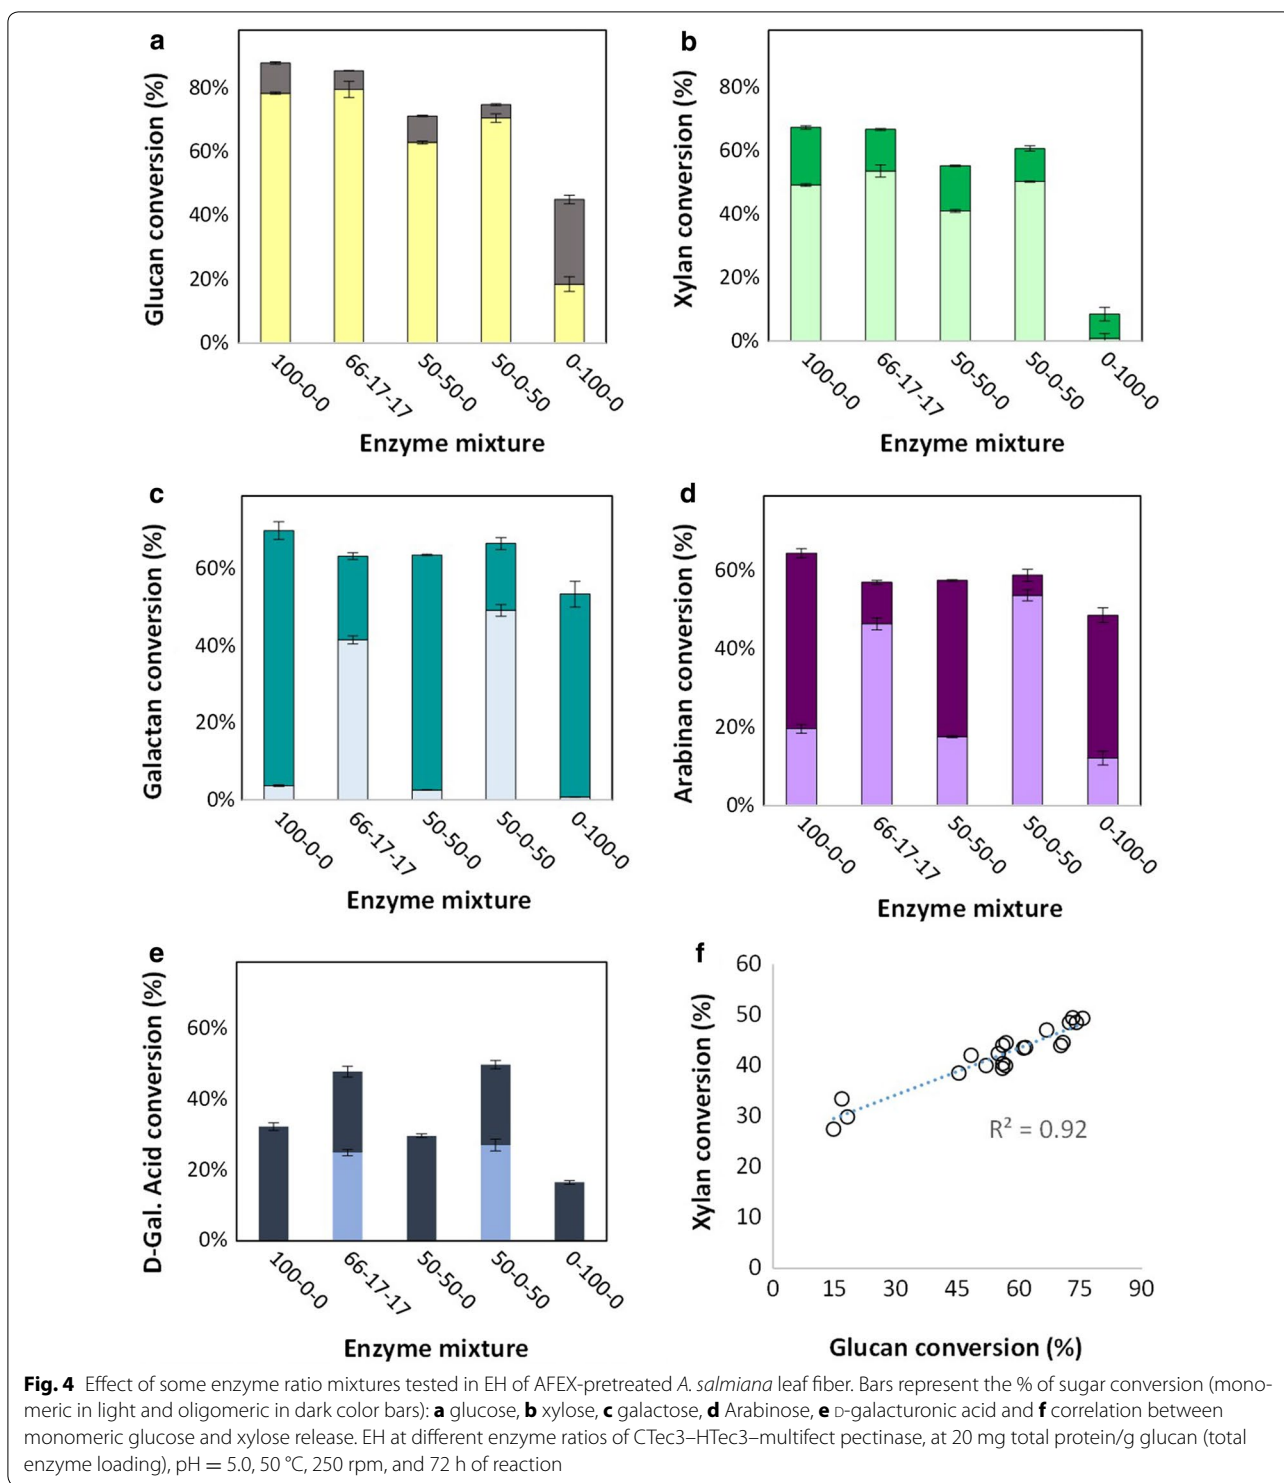 a
Glucan conversion (%)
80%
60%
40%
20%
0%
100-0-0
66-17-17
50-50-0
50-0-50
0-100-0
Enzyme mixture
b
Xylan conversion (%)
80%
60%
40%
20%
0%
100-0-0
66-17-17
50-50-0
50-0-50
0-100-0
Enzyme mixture
c
Galactan conversion (%)
60%
40%
20%
0%
100-0-0
66-17-17
50-50-0
50-0-50
0-100-0
Enzyme mixture
d
Arabinan conversion (%)
60%
40%
20%
0%
100-0-0
66-17-17
50-50-0
50-0-50
0-100-0
Enzyme mixture
e
D-Gal. Acid conversion (%)
60%
40%
20%
0%
100-0-0
66-17-17
50-50-0
50-0-50
0-100-0
Enzyme mixture
f
Xylan conversion (%)
60
50
40
30
20
10
0
R² = 0.92
0 15 30 45 60 75 90
Glucan conversion (%)
Fig. 4 Effect of some enzyme ratio mixtures tested in EH of AFEX-pretreated A. salmiana leaf fiber. Bars represent the % of sugar conversion (mono-
meric in light and oligomeric in dark color bars): a glucose, b xylose, c galactose, d Arabinose, e D-galacturonic acid and f correlation between
monomeric glucose and xylose release. EH at different enzyme ratios of CTec3–HTec3–multifect pectinase, at 20 mg total protein/g glucan (total
enzyme loading), pH = 5.0, 50 °C, 250 rpm, and 72 h of reaction